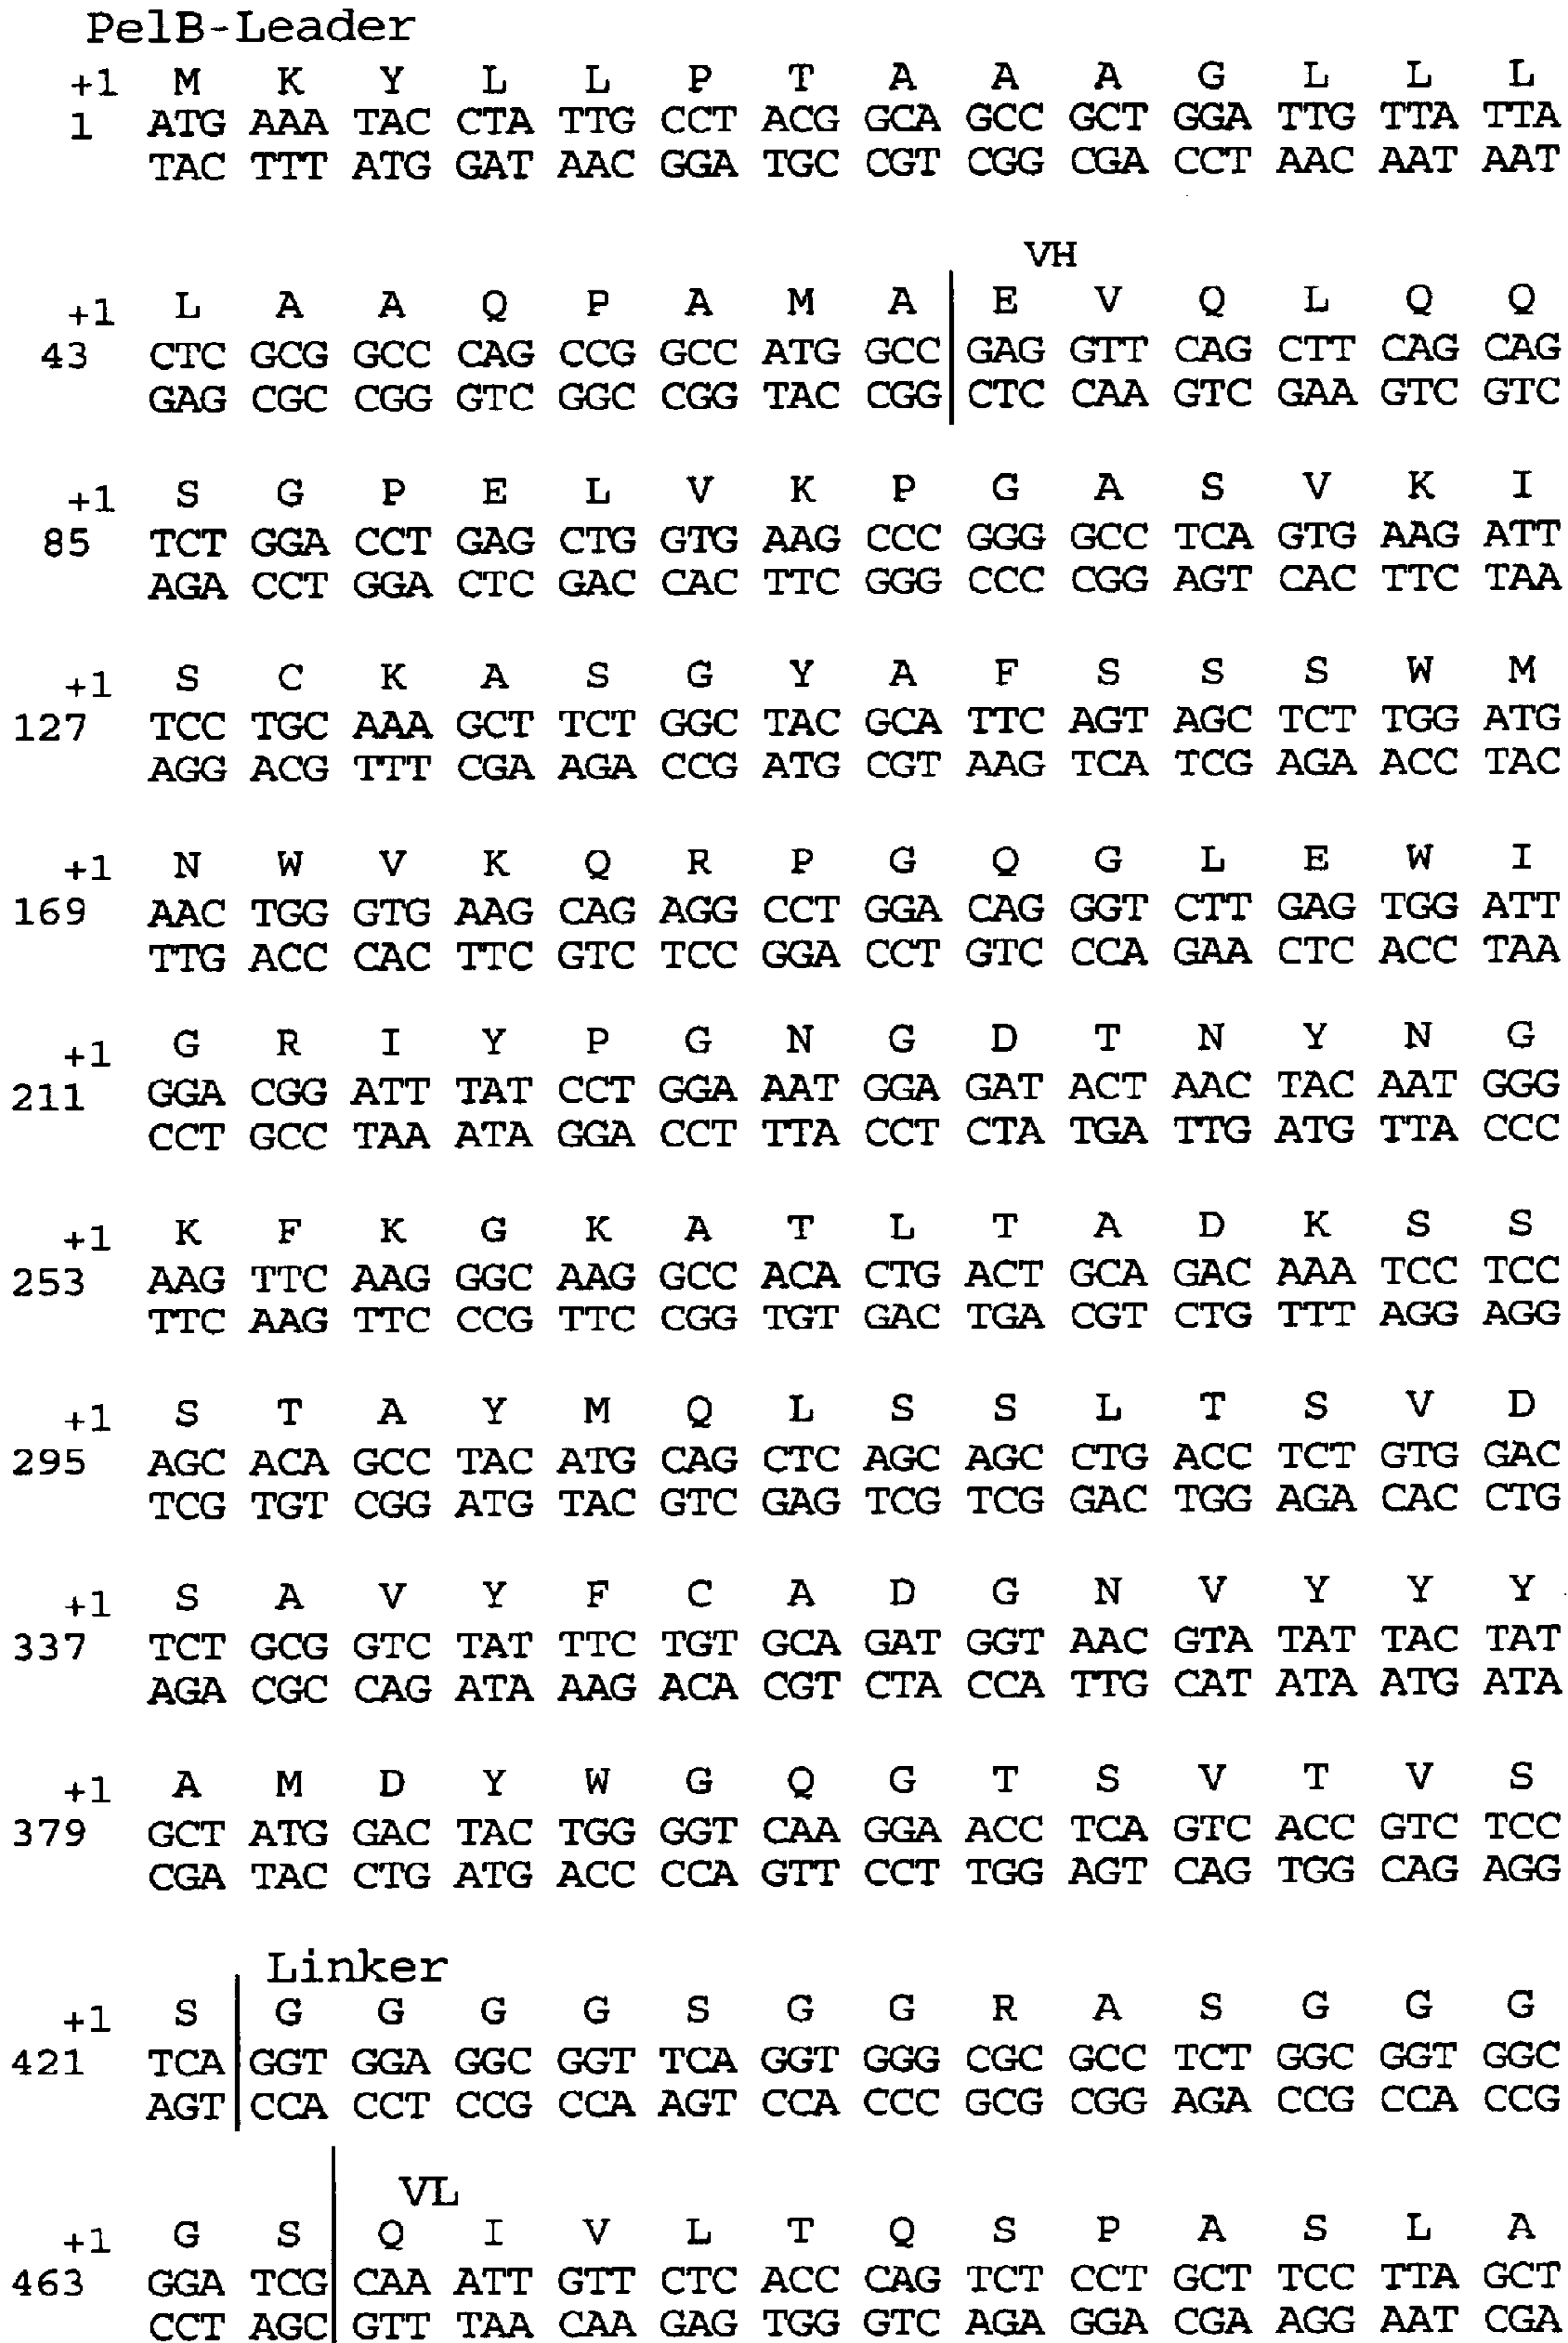 PelB-Leader
+1 M K Y L L P T A A A G L L L
1 ATG AAA TAC CTA TTG CCT ACG GCA GCC GCT GGA TTG TTA TTA
TAC TTT ATG GAT AAC GGA TGC CGT CGG CGA CCT AAC AAT AAT
VH
+1 L A A Q P A M A E V Q L Q Q
43 CTC GCG GCC CAG CCG GCC ATG GCC GAG GTT CAG CTT CAG CAG
GAG CGC CGG GTC GGC CGG TAC CGG CTC CAA GTC GAA GTC GTC
+1 S G P E L V K P G A S V K I
85 TCT GGA CCT GAG CTG GTG AAG CCC GGG GCC TCA GTG AAG ATT
AGA CCT GGA CTC GAC CAC TTC GGG CCC CGG AGT CAC TTC TAA
+1 S C K A S G Y A F S S S W M
127 TCC TGC AAA GCT TCT GGC TAC GCA TTC AGT AGC TCT TGG ATG
AGG ACG TTT CGA AGA CCG ATG CGT AAG TCA TCG AGA ACC TAC
+1 N W V K Q R P G Q G L E W I
169 AAC TGG GTG AAG CAG AGG CCT GGA CAG GGT CTT GAG TGG ATT
TTG ACC CAC TTC GTC TCC GGA CCT GTC CCA GAA CTC ACC TAA
+1 G R I Y P G N G D T N Y N G
211 GGA CGG ATT TAT CCT GGA AAT GGA GAT ACT AAC TAC AAT GGG
CCT GCC TAA ATA GGA CCT TTA CCT CTA TGA TTG ATG TTA CCC
+1 K F K G K A T L T A D K S S
253 AAG TTC AAG GGC AAG GCC ACA CTG ACT GCA GAC AAA TCC TCC
TTC AAG TTC CCG TTC CGG TGT GAC TGA CGT CTG TTT AGG AGG
+1 S T A Y M Q L S S L T S V D
295 AGC ACA GCC TAC ATG CAG CTC AGC AGC CTG ACC TCT GTG GAC
TCG TGT CGG ATG TAC GTC GAG TCG TCG GAC TGG AGA CAC CTG
+1 S A V Y F C A D G N V Y Y Y
337 TCT GCG GTC TAT TTC TGT GCA GAT GGT AAC GTA TAT TAC TAT
AGA CGC CAG ATA AAG ACA CGT CTA CCA TTG CAT ATA ATG ATA
+1 A M D Y W G Q G T S V T V S
379 GCT ATG GAC TAC TGG GGT CAA GGA ACC TCA GTC ACC GTC TCC
CGA TAC CTG ATG ACC CCA GTT CCT TGG AGT CAG TGG CAG AGG
Linker
+1 S G G G G S G G R A S G G G
421 TCA GGT GGA GGC GGT TCA GGT GGG CGC GCC TCT GGC GGT GGC
AGT CCA CCT CCG CCA AGT CCA CCC GCG CGG AGA CCG CCA CCG
VL
+1 G S Q I V L T Q S P A S L A
463 GGA TCG CAA ATT GTT CTC ACC CAG TCT CCT GCT TCC TTA GCT
CCT AGC GTT TAA CAA GAG TGG GTC AGA GGA CGA AGG AAT CGA